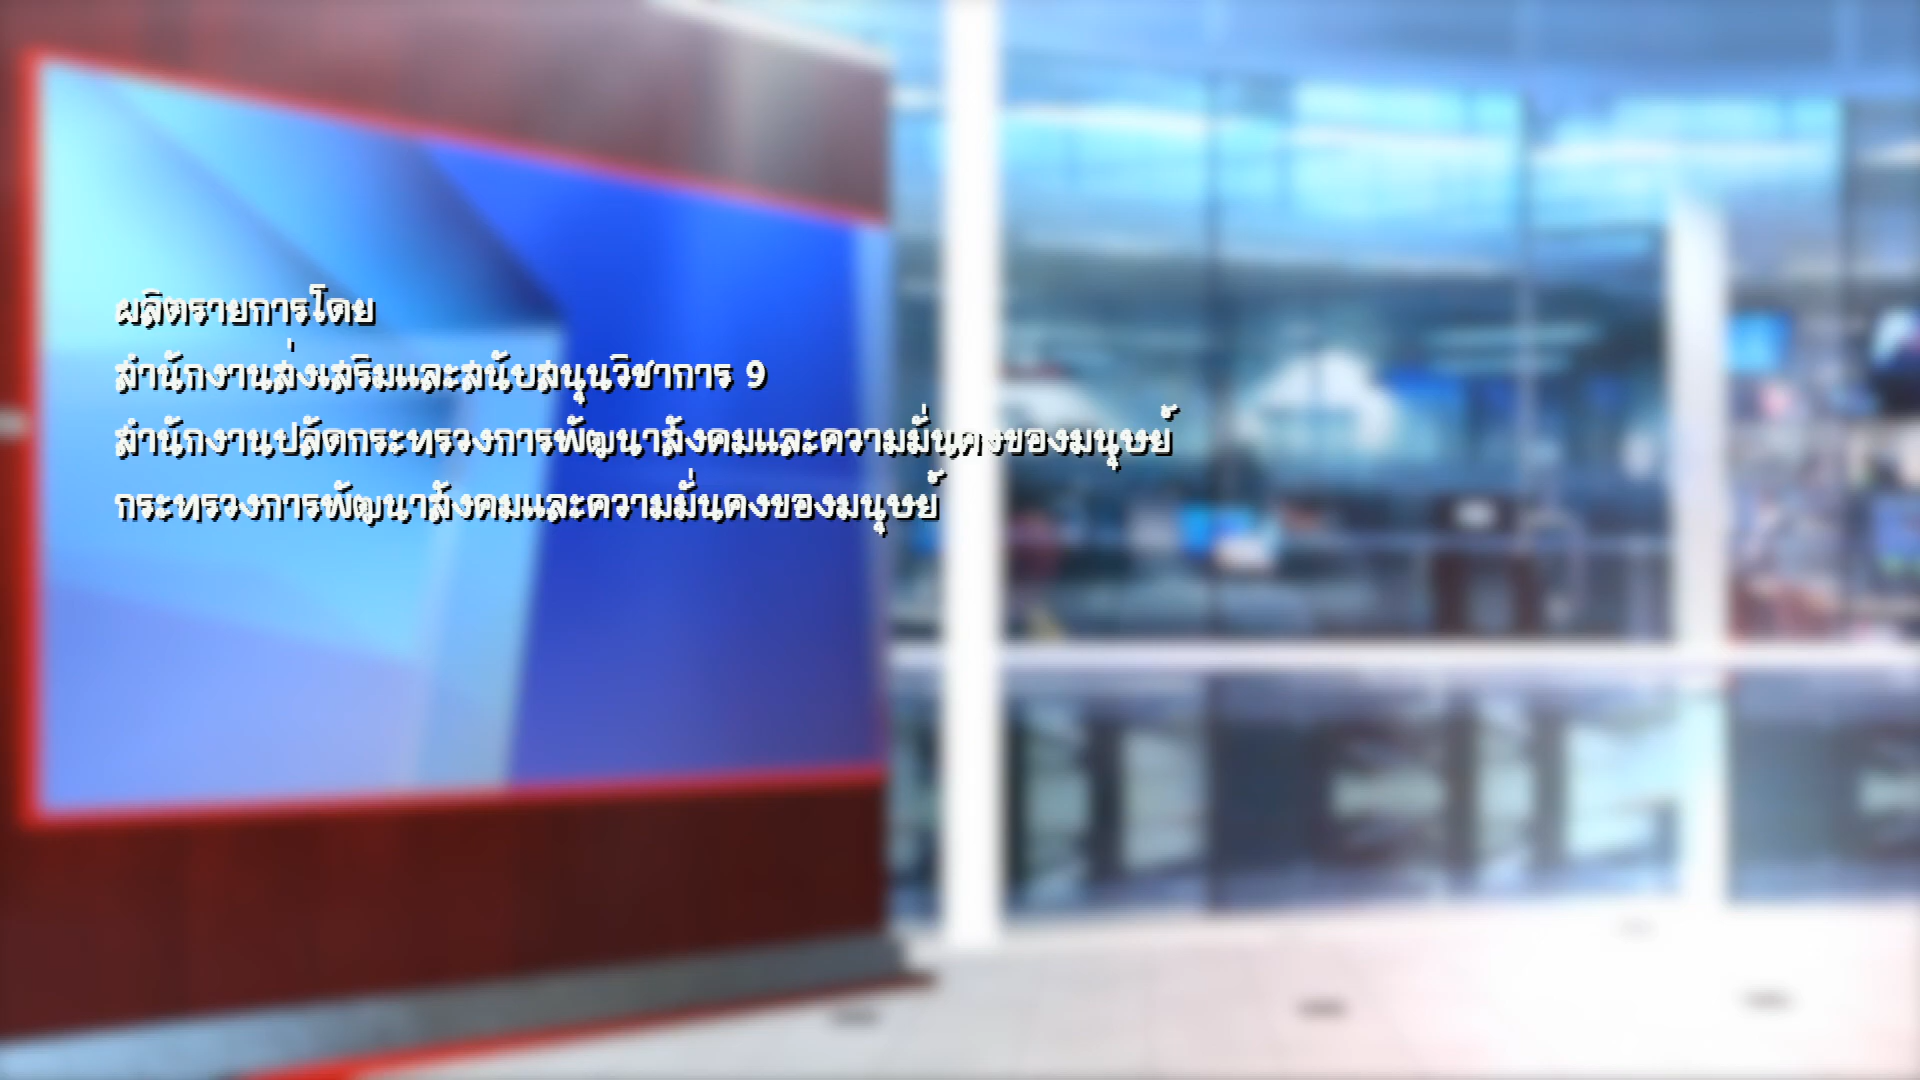 ผลิตรายการโดย
สำนักงานส่งเสริมและสนับสนุนวิชาการ 9
สำนักงานปลัดกระทรวงการพัฒนาสังคมและความมั่นคงของมนุษย์
กระทรวงการพัฒนาสังคมและความมั่นคงของมนุษย์